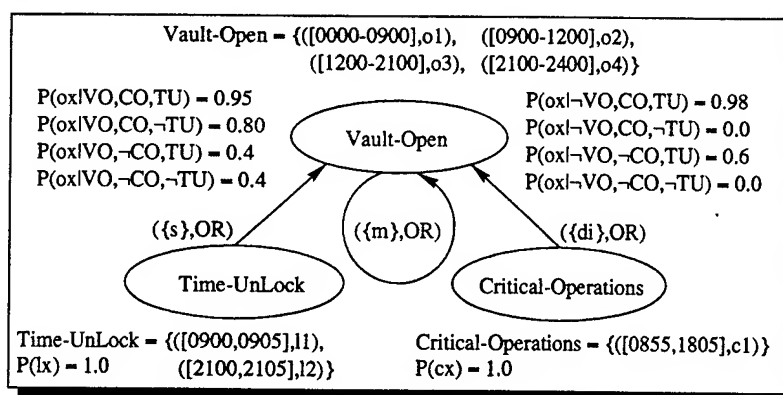 Vault-Open = {([0000-0900],o1), ([0900-1200],o2),
([1200-2100],o3), ([2100-2400],o4)}
P(ox|VO,CO,TU) = 0.95
P(ox|VO,CO,¬TU) = 0.80
P(ox|VO,¬CO,TU) = 0.4
P(ox|VO,¬CO,¬TU) = 0.4
Vault-Open
P(ox|¬VO,CO,TU) = 0.98
P(ox|¬VO,CO,¬TU) = 0.0
P(ox|¬VO,¬CO,TU) = 0.6
P(ox|¬VO,¬CO,¬TU) = 0.0
({s},OR)
({m},OR)
({di},OR)
Time-UnLock
Critical-Operations
Time-UnLock = {([0900,0905],l1),
P(lx) = 1.0 ([2100,2105],l2)}
Critical-Operations = {([0855,1805],c1)}
P(cx) = 1.0